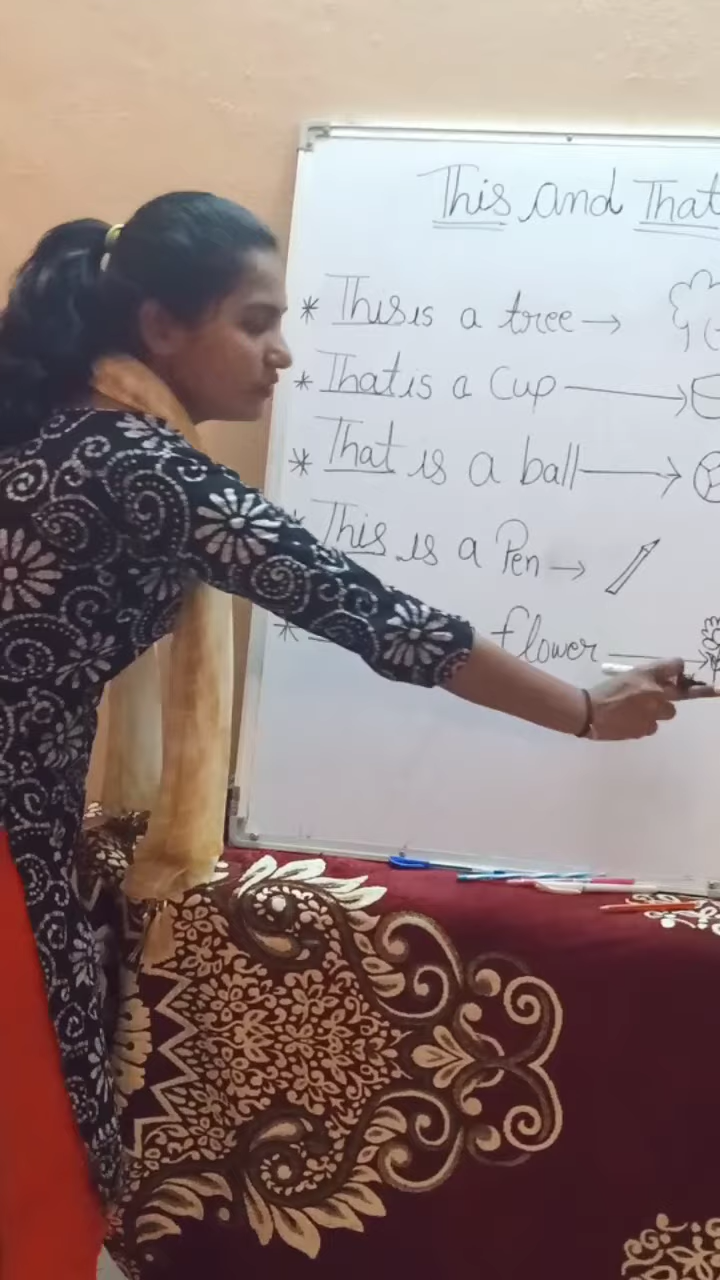 This and That
* This is a tree →
* That is a Cup →
* That is a ball →
* This is a Pen →
* flower →